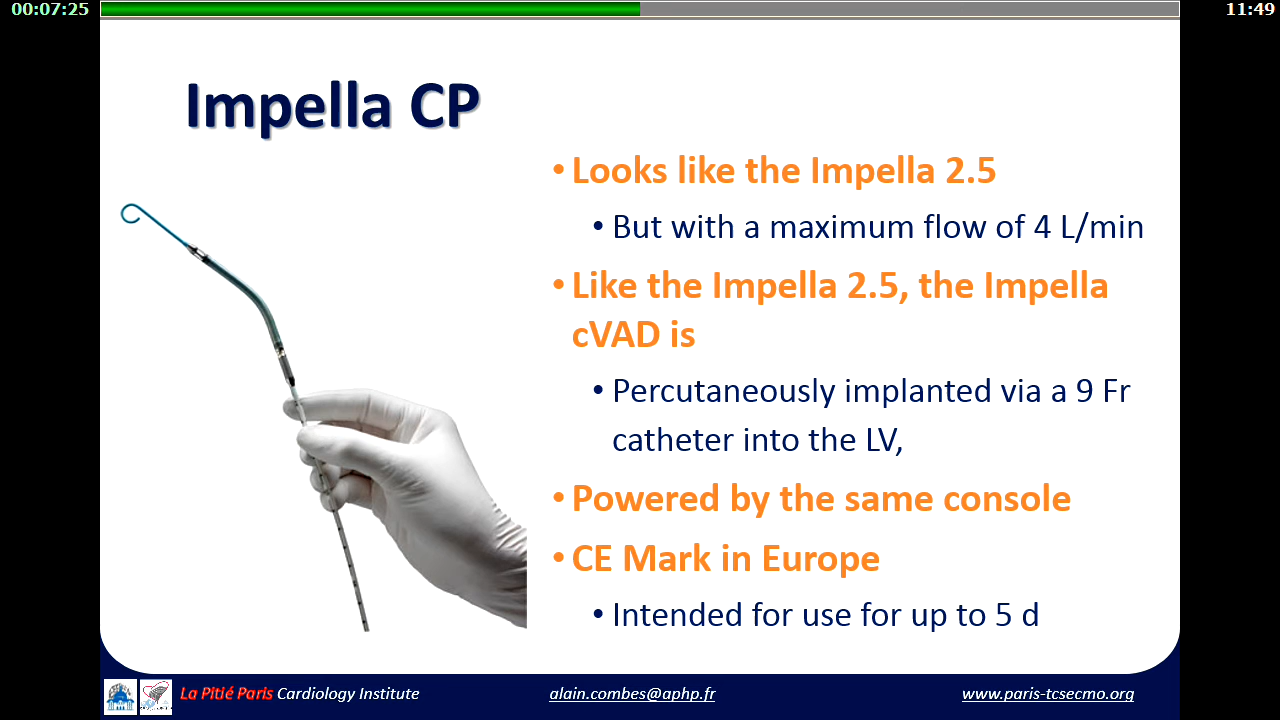 00:07:25
11:49
Impella CP
• Looks like the Impella 2.5
• But with a maximum flow of 4 L/min
• Like the Impella 2.5, the Impella
cVAD is
• Percutaneously implanted via a 9 Fr
catheter into the LV,
• Powered by the same console
• CE Mark in Europe
• Intended for use for up to 5 d
La Pitié Paris Cardiology Institute
alain.combes@aphp.fr
www.paris-tcsecmo.org